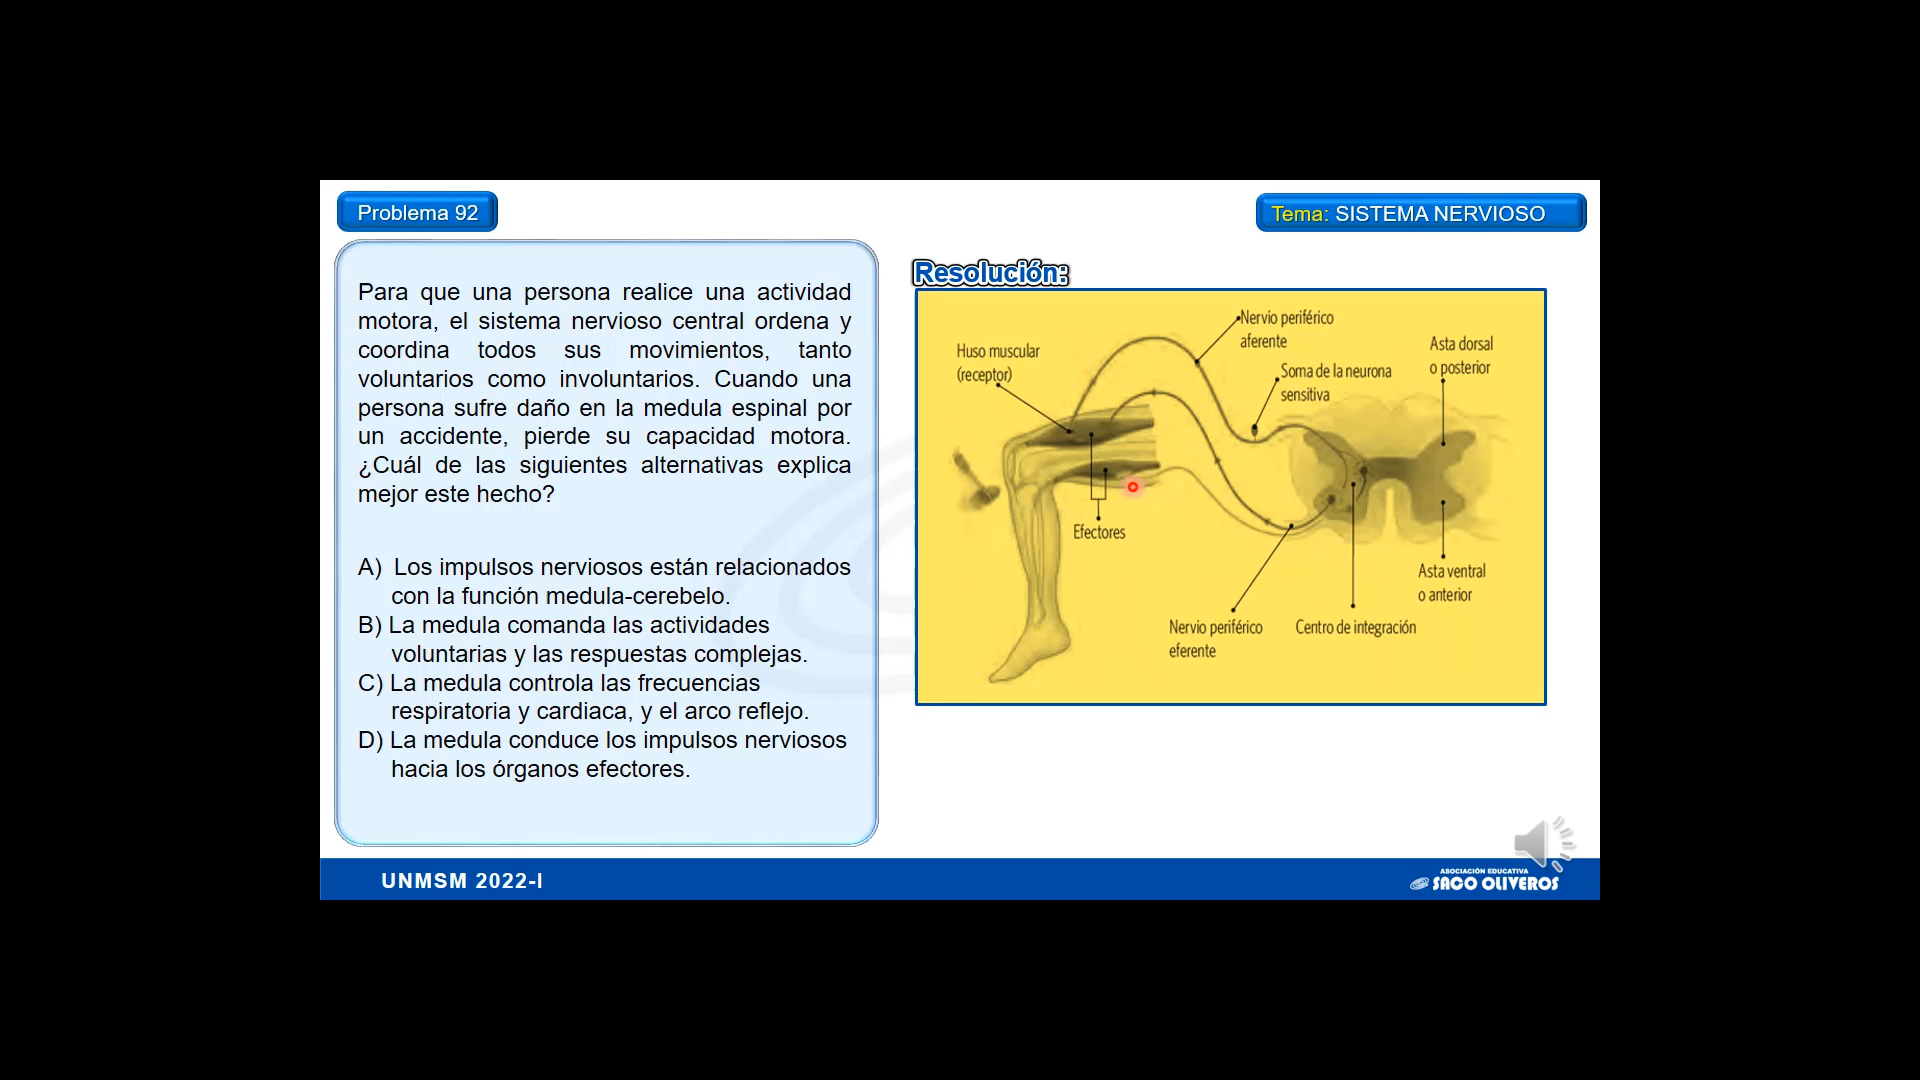 Problema 92
Tema: SISTEMA NERVIOSO
Para que una persona realice una actividad
motora, el sistema nervioso central ordena y
coordina todos sus movimientos, tanto
voluntarios como involuntarios. Cuando una
persona sufre daño en la medula espinal por
un accidente, pierde su capacidad motora.
¿Cuál de las siguientes alternativas explica
mejor este hecho?
A) Los impulsos nerviosos están relacionados
con la función medula-cerebelo.
B) La medula comanda las actividades
voluntarias y las respuestas complejas.
C) La medula controla las frecuencias
respiratoria y cardiaca, y el arco reflejo.
D) La medula conduce los impulsos nerviosos
hacia los órganos efectores.
Resolución:
Nervio periférico
aferente
Huso muscular
(receptor)
Soma de la neurona
sensitiva
Asta dorsal
o posterior
Efectores
Asta ventral
o anterior
Nervio periférico
eferente
Centro de integración
UNMSM 2022-I
ASOCIACIÓN EDUCATIVA
SACO OLIVEROS